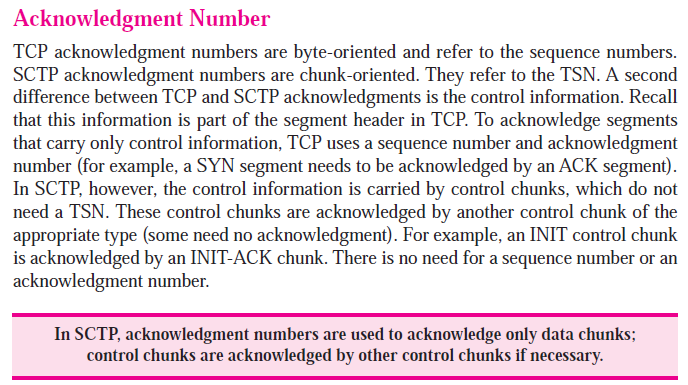 Acknowledgment Number
TCP acknowledgment numbers are byte-oriented and refer to the sequence numbers.
SCTP acknowledgment numbers are chunk-oriented. They refer to the TSN. A second
difference between TCP and SCTP acknowledgments is the control information. Recall
that this information is part of the segment header in TCP. To acknowledge segments
that carry only control information, TCP uses a sequence number and acknowledgment
number (for example, a SYN segment needs to be acknowledged by an ACK segment).
In SCTP, however, the control information is carried by control chunks, which do not
need a TSN. These control chunks are acknowledged by another control chunk of the
appropriate type (some need no acknowledgment). For example, an INIT control chunk
is acknowledged by an INIT-ACK chunk. There is no need for a sequence number or an
acknowledgment number.
In SCTP, acknowledgment numbers are used to acknowledge only data chunks;
control chunks are acknowledged by other control chunks if necessary.